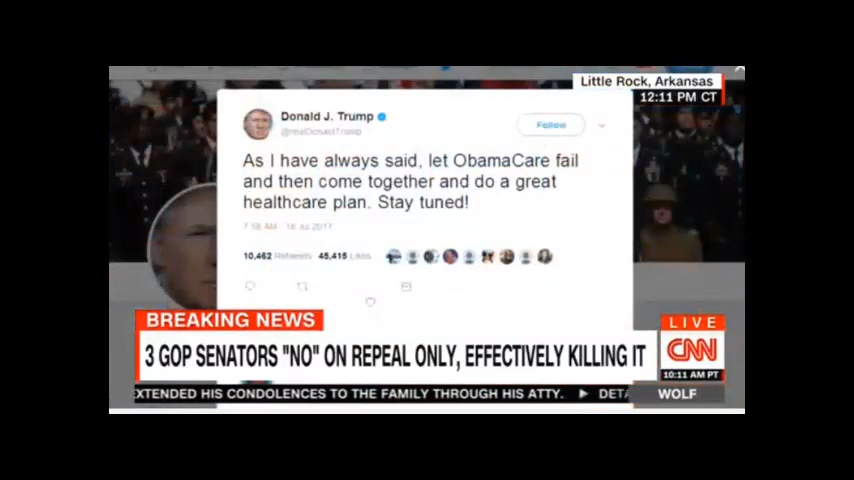 Little Rock, Arkansas
12:11 PM CT
Donald J. Trump
@realDonaldTrump
Follow
As I have always said, let ObamaCare fail
and then come together and do a great
healthcare plan. Stay tuned!
7:58 AM 18 Jul 2017
10,462 Retweets 45,415 Likes
BREAKING NEWS
LIVE
3 GOP SENATORS "NO" ON REPEAL ONLY, EFFECTIVELY KILLING IT
CNN
10:11 AM PT
EXTENDED HIS CONDOLENCES TO THE FAMILY THROUGH HIS ATTY. ▶ DETA
WOLF